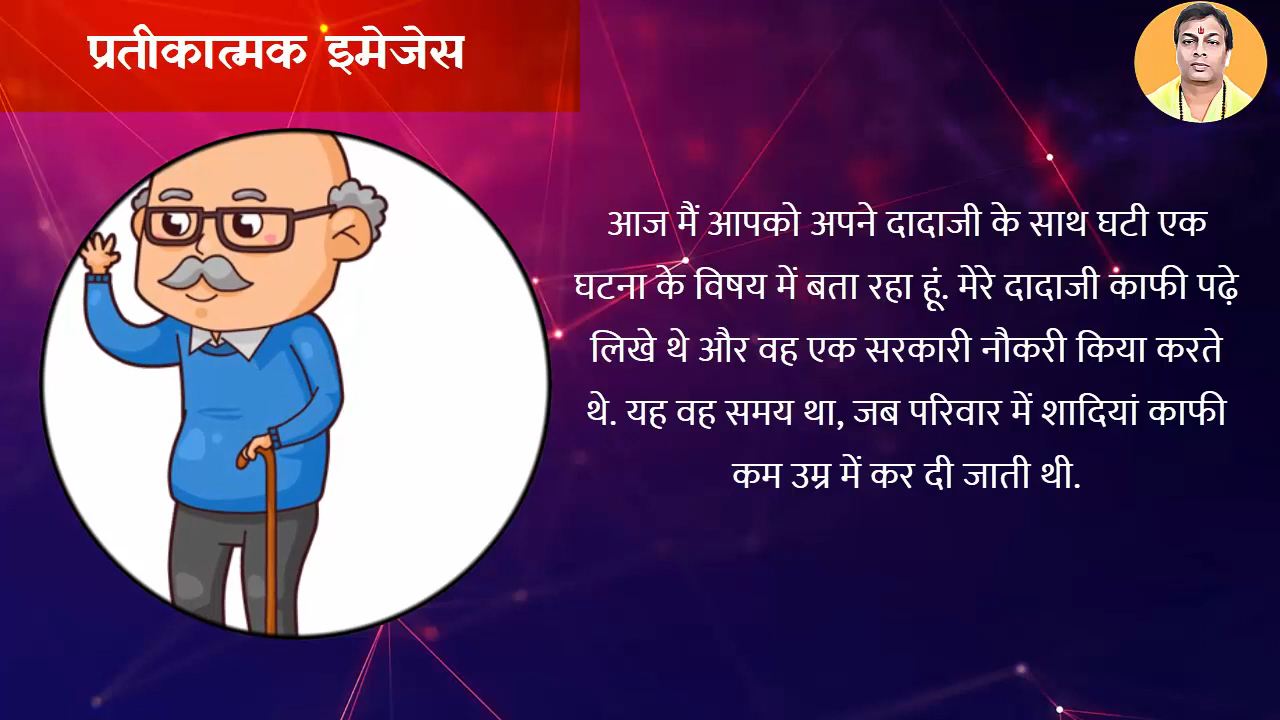 प्रतीकात्मक इमेजेस
आज मैं आपको अपने दादाजी के साथ घटी एक
घटना के विषय में बता रहा हूं. मेरे दादाजी काफी पढ़े
लिखे थे और वह एक सरकारी नौकरी किया करते
थे. यह वह समय था, जब परिवार में शादियां काफी
कम उम्र में कर दी जाती थी.